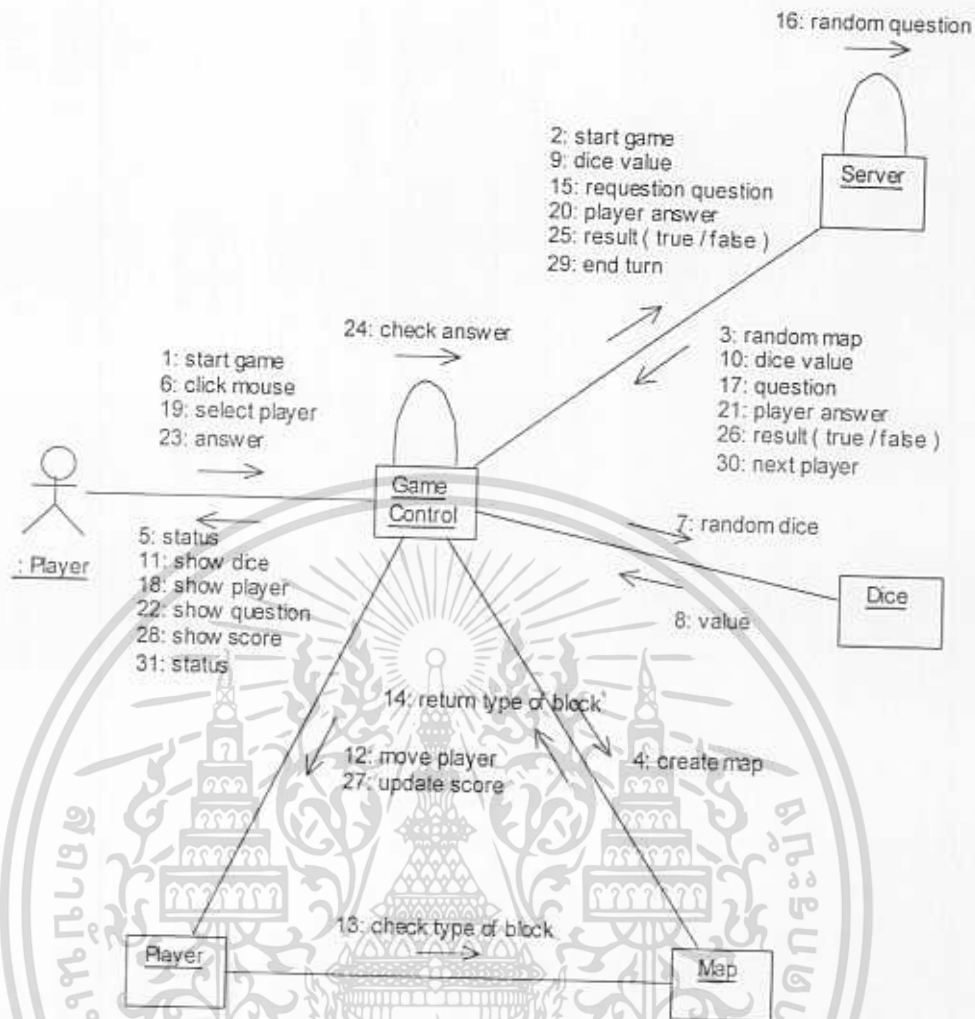 16: random question
Server
2: start game
9: dice value
15: requestion question
20: player answer
25: result ( true / false )
29: end turn
24: check answer
3: random map
10: dice value
17: question
21: player answer
26: result ( true / false )
30: next player
1: start game
6: click mouse
19: select player
23: answer
Game
Control
: Player
5: status
11: show dice
18: show player
22: show question
28: show score
31: status
7: random dice
8: value
Dice
14: return type of block
12: move player
27: update score
4: create map
13: check type of block
Player
Map